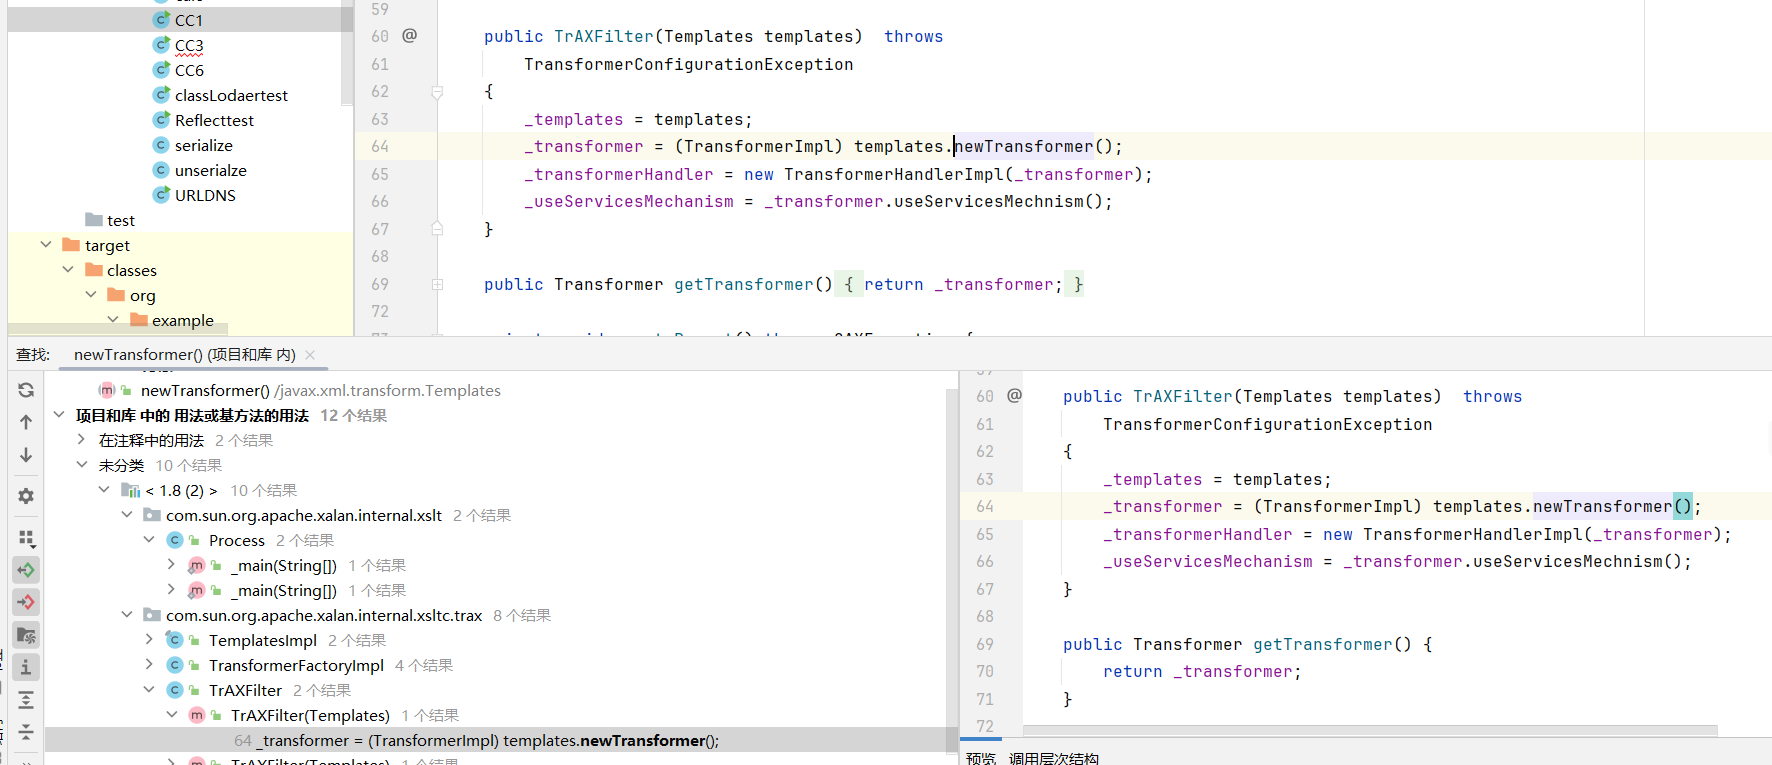 CC1
CC3
CC6
classLodaertest
Reflecttest
serialize
unserialze
URLDNS
test
target
classes
org
example
59
60 @ public TrAXFilter(Templates templates) throws
61 TransformerConfigurationException
62 {
63 _templates = templates;
64 _transformer = (TransformerImpl) templates.newTransformer();
65 _transformerHandler = new TransformerHandlerImpl(_transformer);
66 _useServicesMechanism = _transformer.useServicesMechnism();
67 }
68
69 public Transformer getTransformer() { return _transformer; }
72
查找: newTransformer() (项目和库 内) ×
newTransformer() /javax.xml.transform.Templates
项目和库 中的 用法或基方法的用法 12 个结果
在注释中的用法 2 个结果
未分类 10 个结果
< 1.8 (2) > 10 个结果
com.sun.org.apache.xalan.internal.xslt 2 个结果
Process 2 个结果
_main(String[]) 1 个结果
_main(String[]) 1 个结果
com.sun.org.apache.xalan.internal.xsltc.trax 8 个结果
TemplatesImpl 2 个结果
TransformerFactoryImpl 4 个结果
TrAXFilter 2 个结果
TrAXFilter(Templates) 1 个结果
64 _transformer = (TransformerImpl) templates.newTransformer();
TrAXFilter(Templates) 1 个结果
60 @ public TrAXFilter(Templates templates) throws
61 TransformerConfigurationException
62 {
63 _templates = templates;
64 _transformer = (TransformerImpl) templates.newTransformer();
65 _transformerHandler = new TransformerHandlerImpl(_transformer);
66 _useServicesMechanism = _transformer.useServicesMechnism();
67 }
68
69 public Transformer getTransformer() {
70 return _transformer;
71 }
72
预览 调用层次结构